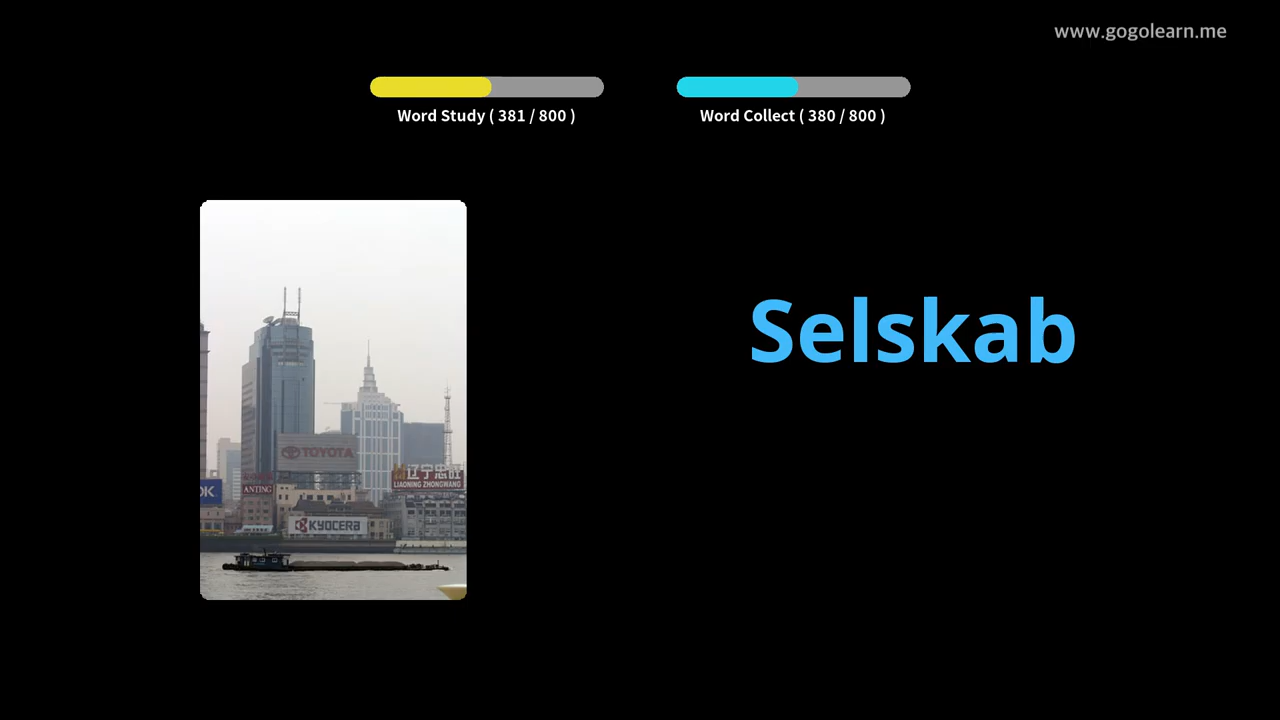 www.gogolearn.me
Word Study ( 381 / 800 )
Word Collect ( 380 / 800 )
Selskab
TOYOTA
辽宁忠旺
LIAONING ZHONGWANG
OK
ANTING
KYOCERA